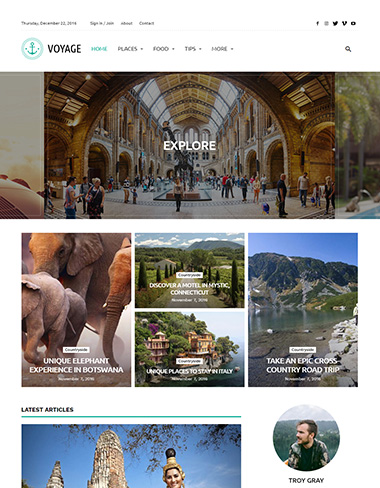 Thursday, December 22, 2016 Sign in / Join about Contact
VOYAGE HOME PLACES FOOD TIPS MORE
EXPLORE
Countryside
UNIQUE ELEPHANT
EXPERIENCE IN BOTSWANA
November 7, 2016
Countryside
DISCOVER A MOTEL IN MYSTIC,
CONNECTICUT
November 7, 2016
Countryside
UNIQUE PLACES TO STAY IN ITALY
November 7, 2016
Countryside
TAKE AN EPIC CROSS-
COUNTRY ROAD TRIP
November 7, 2016
LATEST ARTICLES
TROY GRAY